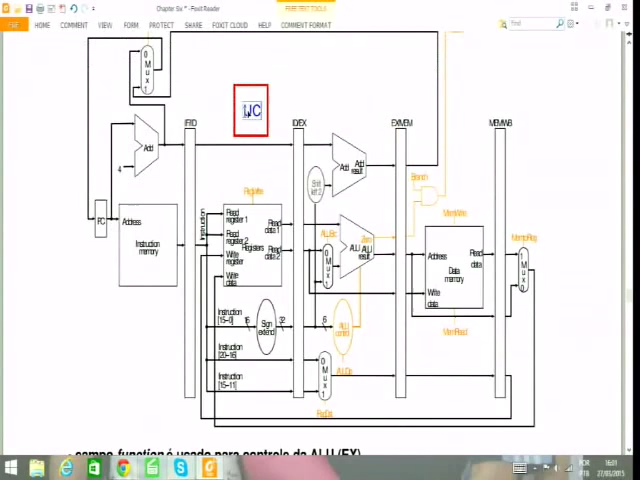 Chapter Six * - Foxit Reader
FREETEXT TOOLS
FILE HOME COMMENT VIEW FORM PROTECT SHARE FOXIT CLOUD HELP COMMENT FORMAT
Find
0
M
u
x
1
UC
IF/ID
ID/EX
EX/MEM
MEM/WB
Add
4
Add
Add
result
Shift
left 2
Branch
RegWrite
MemWrite
PC
Address
Instruction
memory
Instruction
Read
register 1
Read
register 2
Registers
Write
register
Write
data
Read
data 1
Read
data 2
ALUSrc
0
M
u
x
1
Zero
ALU
ALU
result
Address
Read
data
Data
memory
Write
data
MemtoReg
1
M
u
x
0
Instruction
[15–0]
16
Sign
extend
32
6
ALU
control
MemRead
Instruction
[20–16]
Instruction
[15–11]
0
M
u
x
1
ALUOp
RegDst
campo function é usado para controle da ALU (EX)
POR
PTB
16:01
27/03/2015